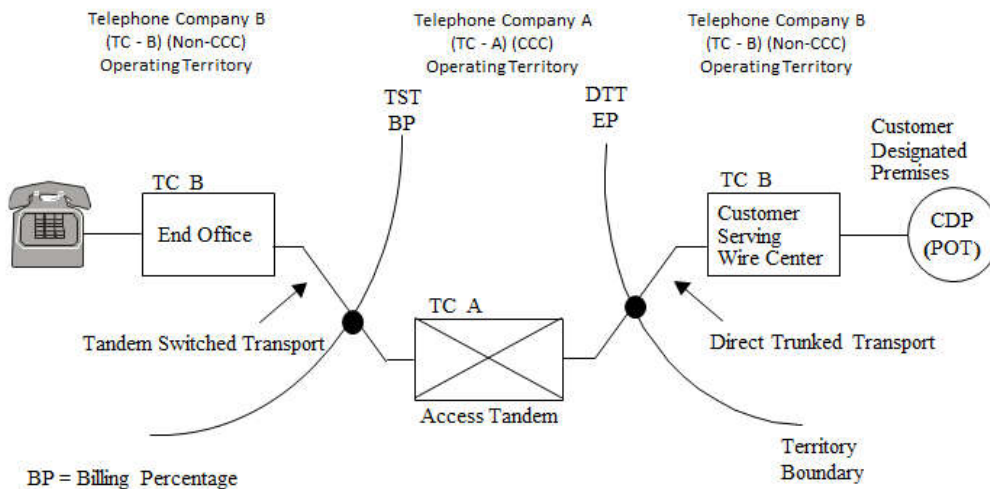 Telephone Company B
(TC - B) (Non-CCC)
Operating Territory
Telephone Company A
(TC - A) (CCC)
Operating Territory
Telephone Company B
(TC - B) (Non-CCC)
Operating Territory
TST
BP
DTT
EP
Customer
Designated
Premises
TC B
End Office
TC B
Customer
Serving
Wire Center
CDP
(POT)
TC A
Tandem Switched Transport
Direct Trunked Transport
Access Tandem
Territory
Boundary
BP = Billing Percentage